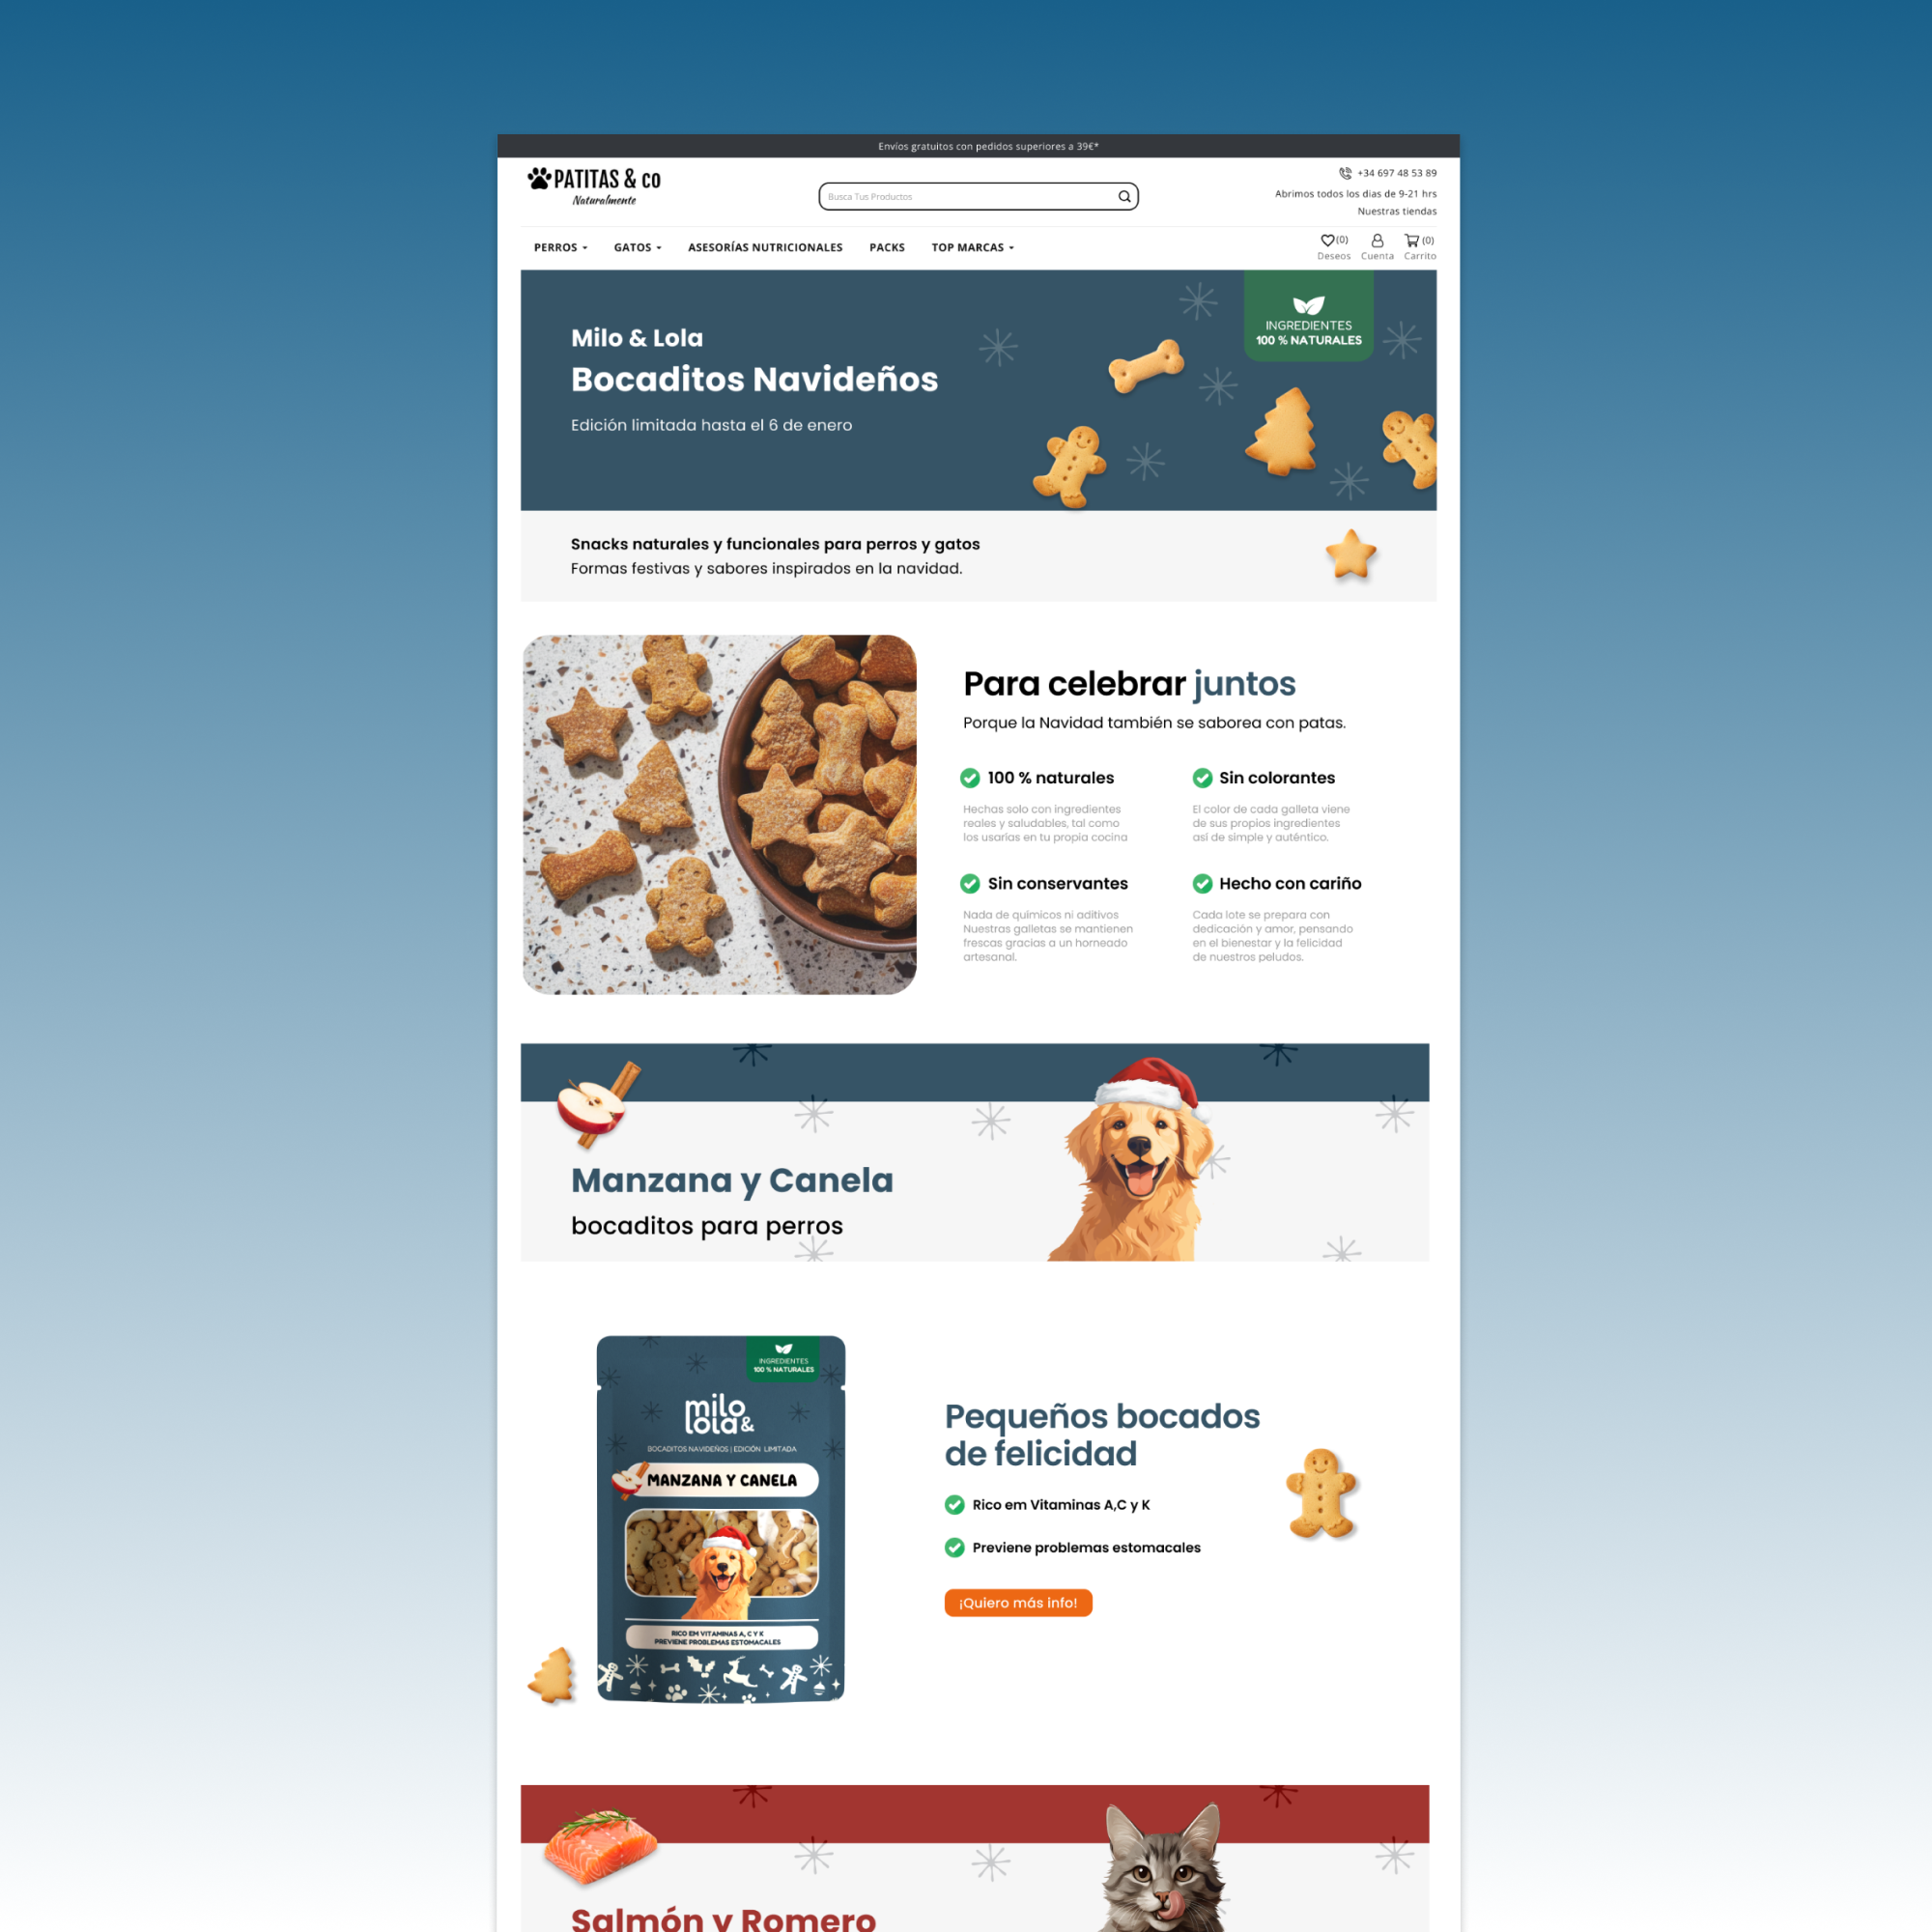 Envíos gratuitos con pedidos superiores a 39€*
PATITAS & CO
Naturalmente
Busca Tus Productos
+34 697 48 53 89
Abrimos todos los dias de 9-21 hrs
Nuestras tiendas
PERROS GATOS ASESORÍAS NUTRICIONALES PACKS TOP MARCAS
(0) (0)
Deseos Cuenta Carrito
Milo & Lola
Bocaditos Navideños
Edición limitada hasta el 6 de enero
INGREDIENTES
100 % NATURALES
Snacks naturales y funcionales para perros y gatos
Formas festivas y sabores inspirados en la navidad.
Para celebrar juntos
Porque la Navidad también se saborea con patas.
100 % naturales
Hechas solo con ingredientes
reales y saludables, tal como
los usarías en tu propia cocina
Sin colorantes
El color de cada galleta viene
de sus propios ingredientes
así de simple y auténtico.
Sin conservantes
Nada de químicos ni aditivos
Nuestras galletas se mantienen
frescas gracias a un horneado
artesanal.
Hecho con cariño
Cada lote se prepara con
dedicación y amor, pensando
en el bienestar y la felicidad
de nuestros peludos.
Manzana y Canela
bocaditos para perros
INGREDIENTES
100 % NATURALES
milo
lola&
BOCADITOS NAVIDEÑOS | EDICIÓN LIMITADA
MANZANA Y CANELA
RICO EM VITAMINAS A, C Y K
PREVIENE PROBLEMAS ESTOMACALES
Pequeños bocados
de felicidad
Rico em Vitaminas A,C y K
Previene problemas estomacales
¡Quiero más info!
Salmón y Romero